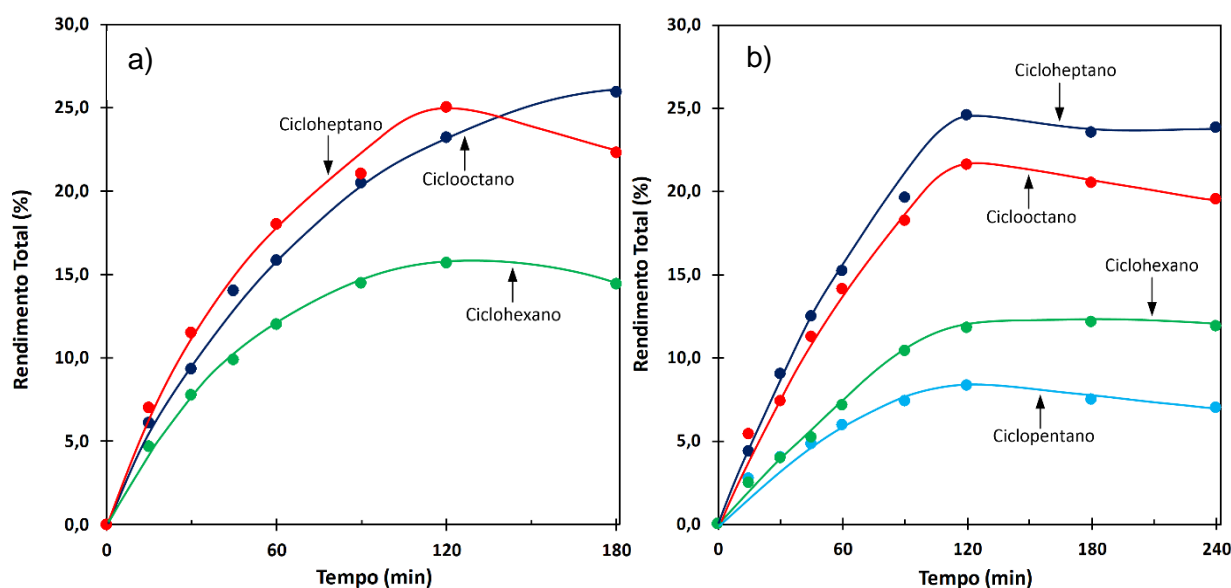 a)
Rendimento Total (%)
30,0
25,0
20,0
15,0
10,0
5,0
0,0
Cicloheptano
Ciclooctano
Ciclohexano
0
60
120
180
Tempo (min)
b)
Rendimento Total (%)
30,0
25,0
20,0
15,0
10,0
5,0
0,0
Cicloheptano
Ciclooctano
Ciclohexano
Ciclopentano
0
60
120
180
240
Tempo (min)